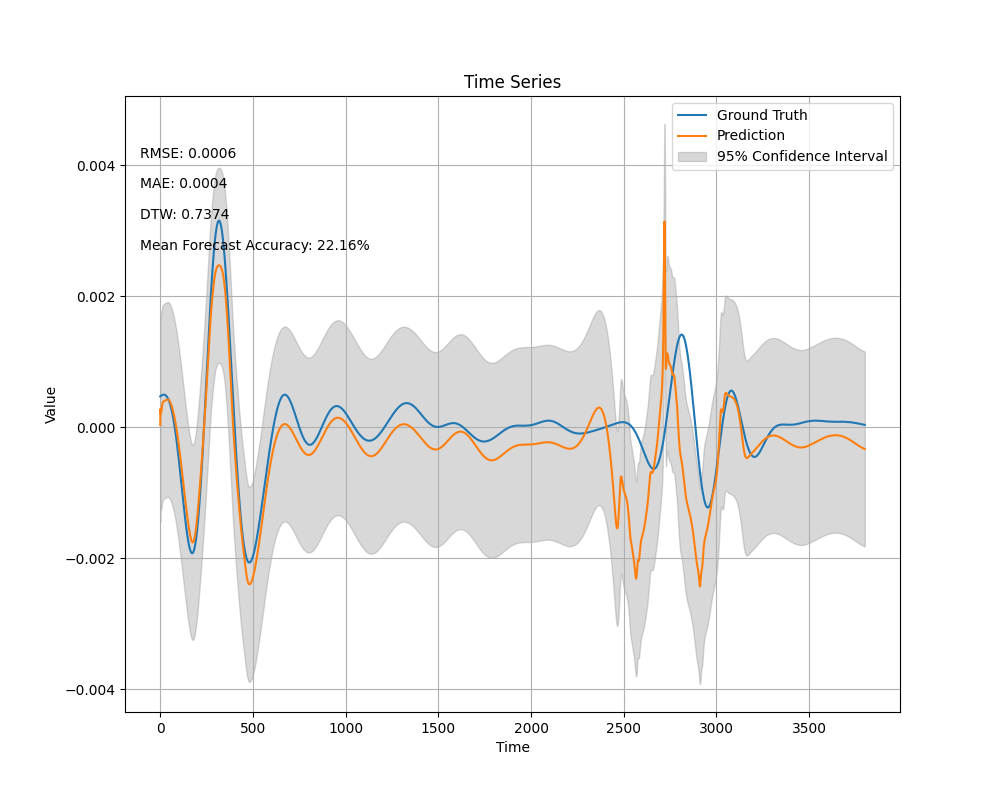 Time Series
Ground Truth
Prediction
95% Confidence Interval
RMSE: 0.0006
MAE: 0.0004
DTW: 0.7374
Mean Forecast Accuracy: 22.16%
0.004
0.002
0.000
−0.002
−0.004
Value
0 500 1000 1500 2000 2500 3000 3500
Time